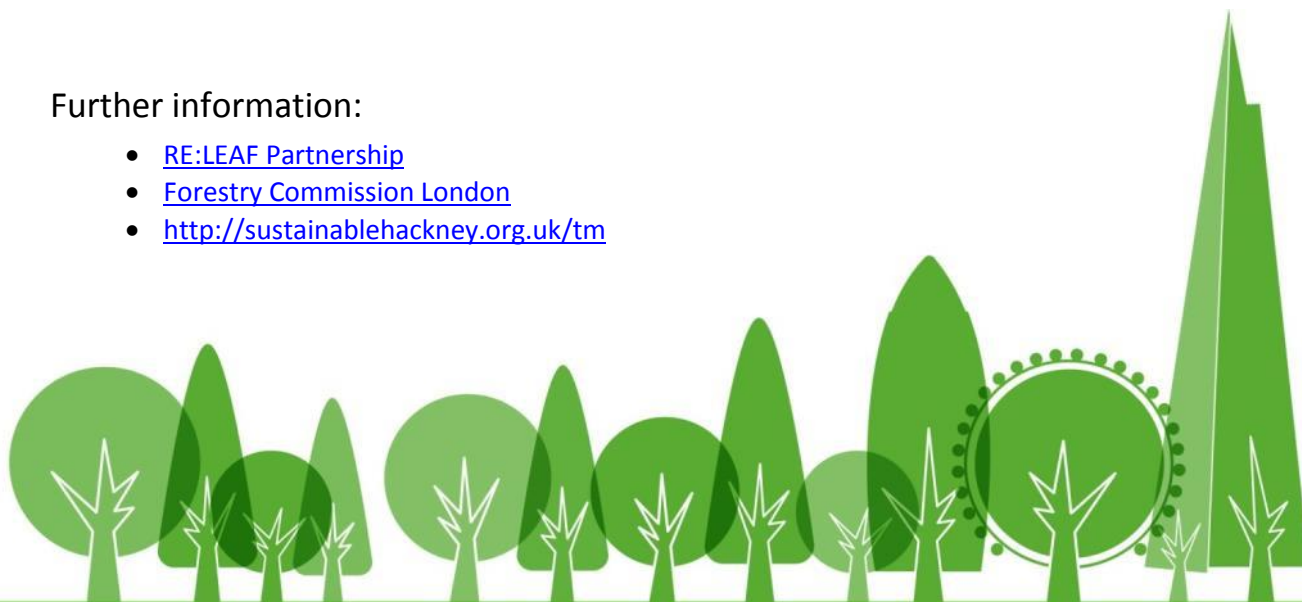 Further information:
• RE:LEAF Partnership
• Forestry Commission London
• http://sustainablehackney.org.uk/tm